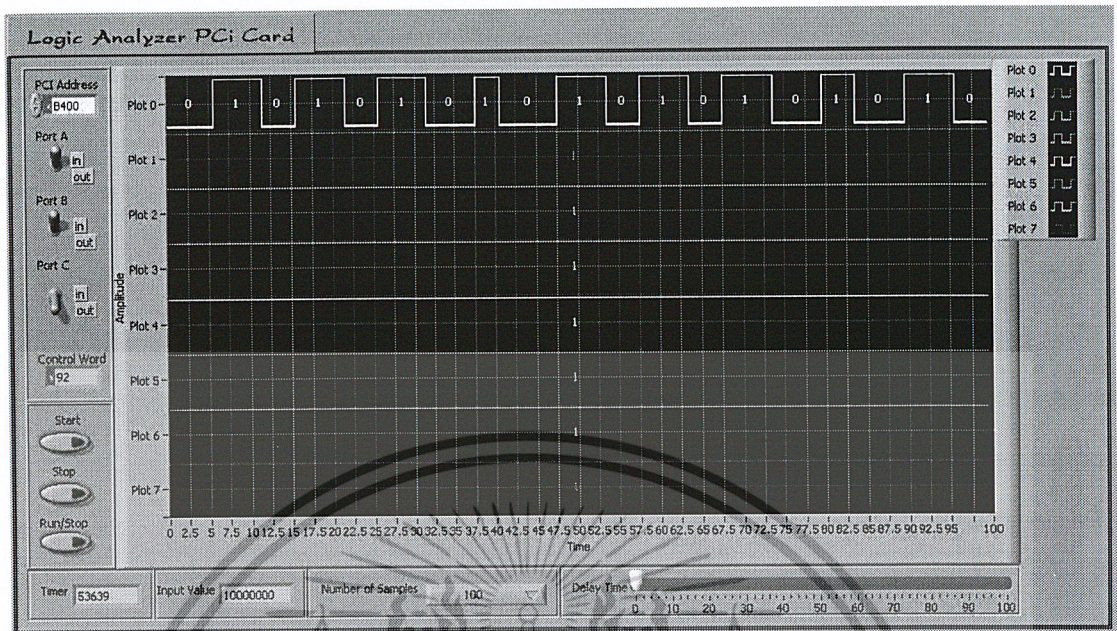 Logic Analyzer PCi Card
PCI Address
B400
Port A
in
out
Port B
in
out
Port C
in
out
Control Word
92
Start
Stop
Run/Stop
Amplitude
Plot 0
Plot 1
Plot 2
Plot 3
Plot 4
Plot 5
Plot 6
Plot 7
0 1 0 1 0 1 0 1 0 1 0 1 0 1 0 1 0 1 0
1
1
1
1
1
1
1
0 2.5 5 7.5 10 12.5 15 17.5 20 22.5 25 27.5 30 32.5 35 37.5 40 42.5 45 47.5 50 52.5 55 57.5 60 62.5 65 67.5 70 72.5 75 77.5 80 82.5 85 87.5 90 92.5 95 100
Time
Plot 0
Plot 1
Plot 2
Plot 3
Plot 4
Plot 5
Plot 6
Plot 7
Timer 53639
Input Value 10000000
Number of Samples 100
Delay Time
0 10 20 30 40 50 60 70 80 90 100